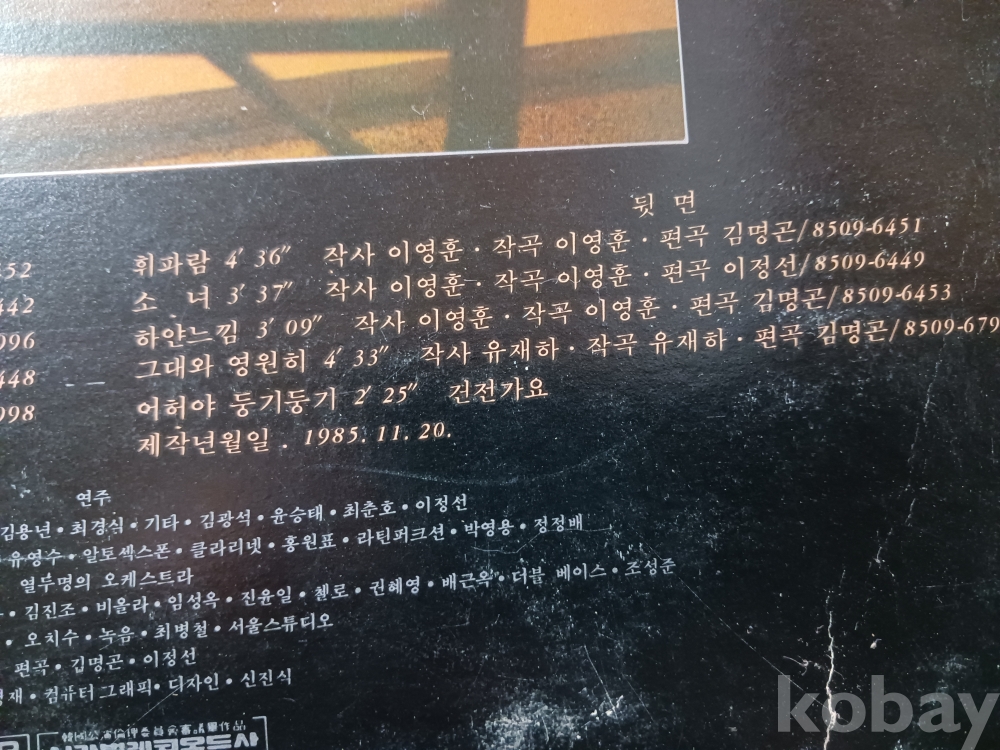 뒷 면
452 휘파람 4′ 36″ 작사 이영훈 · 작곡 이영훈 · 편곡 김명곤/8509-6451
442 소 녀 3′ 37″ 작사 이영훈 · 작곡 이영훈 · 편곡 이정선/8509-6449
996 하얀느낌 3′ 09″ 작사 이영훈 · 작곡 이영훈 · 편곡 김명곤/8509-6453
448 그대와 영원히 4′ 33″ 작사 유재하 · 작곡 유재하 · 편곡 김명곤/8509-679
998 어허야 둥기둥기 2′ 25″ 건전가요
제작년월일 . 1985. 11. 20.
연주
김용년 • 최경식 • 기타 • 김광석 • 윤승태 • 최춘호 • 이정선
유영수 • 알토섹스폰 • 클라리넷 • 홍원표 • 라틴퍼크션 • 박영용 • 정정배
열두명의 오케스트라
• 김진조 • 비올라 • 임성옥 • 진윤일 • 첼로 • 권혜영 • 배근옥 • 더블 베이스 • 조성준
• 오치수 • 녹음 • 최병철 • 서울스튜디오
편곡 • 김명곤 • 이정선
• 컴퓨터 그래픽 • 디자인 • 신진식
kobay